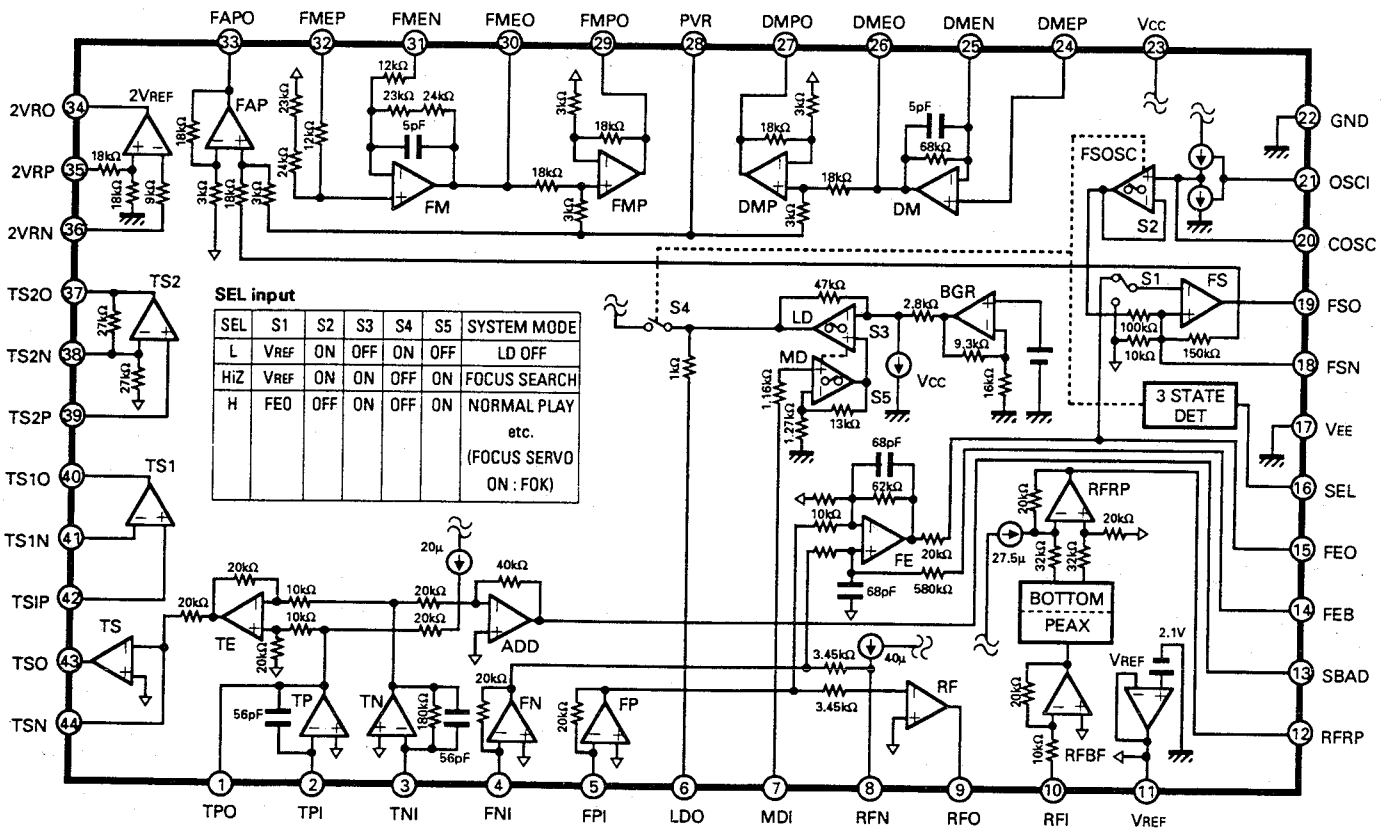 FAPO FMEP FMEN FMEO FMPO PVR DMPO DMEO DMEN DMEP VCC
33 32 31 30 29 28 27 26 25 24 23
34 2VRO
35 2VRP
36 2VRN
37 TS2O
38 TS2N
39 TS2P
40 TS1O
41 TS1N
42 TSIP
43 TSO
44 TSN
22 GND
21 OSCI
20 COSC
19 FSO
18 FSN
17 VEE
16 SEL
15 FEO
14 FEB
13 SBAD
12 RFRP
2VREF
18kΩ
18kΩ
9kΩ
FAP
18kΩ
3kΩ
18kΩ
3kΩ
23kΩ
24kΩ
12kΩ
12kΩ
23kΩ 24kΩ
5pF
FM
18kΩ
3kΩ
3kΩ
18kΩ
FMP
3kΩ
18kΩ
DMP
18kΩ
3kΩ
5pF
68kΩ
DM
FSOSC
S2
S1
FS
100kΩ
10kΩ
150kΩ
3 STATE
DET
TS2
27kΩ
27kΩ
TS1
SEL input
SEL S1 S2 S3 S4 S5 SYSTEM MODE
L VREF ON OFF ON OFF LD OFF
HiZ VREF ON ON OFF ON FOCUS SEARCH
H FEO OFF ON OFF ON NORMAL PLAY
etc.
(FOCUS SERVO
ON : FOK)
S4
1kΩ
47kΩ
LD
S3
2.8kΩ
BGR
9.3kΩ
16kΩ
VCC
MD
S5
1.16kΩ
1.27kΩ
13kΩ
68pF
62kΩ
10kΩ
FE
20kΩ
68pF
580kΩ
20kΩ
RFRP
20kΩ
27.5μ
32kΩ
32kΩ
BOTTOM
PEAX
20kΩ
10kΩ
RFBF
2.1V
VREF
20kΩ
20kΩ
10kΩ
10kΩ
TE
20kΩ
TS
20μ
20kΩ
20kΩ
40kΩ
ADD
56pF
TP
TN
180kΩ
56pF
20kΩ
FN
20kΩ
FP
3.45kΩ
3.45kΩ
40μ
RF
1 2 3 4 5 6 7 8 9 10 11
TPO TPI TNI FNI FPI LDO MDI RFN RFO RFI VREF